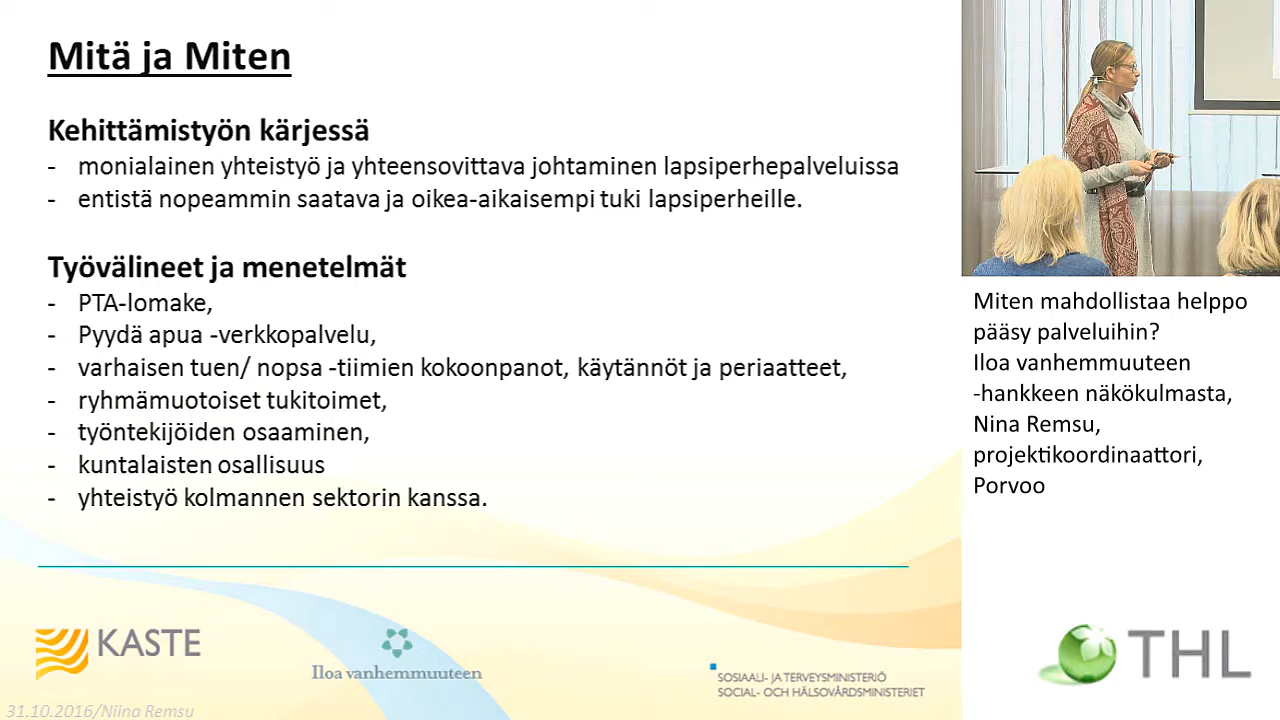 Mitä ja Miten
Kehittämistyön kärjessä
- monialainen yhteistyö ja yhteensovittava johtaminen lapsiperhepalveluissa
- entistä nopeammin saatava ja oikea-aikaisempi tuki lapsiperheille.
Työvälineet ja menetelmät
- PTA-lomake,
- Pyydä apua -verkkopalvelu,
- varhaisen tuen/ nopsa -tiimien kokoonpanot, käytännöt ja periaatteet,
- ryhmämuotoiset tukitoimet,
- työntekijöiden osaaminen,
- kuntalaisten osallisuus
- yhteistyö kolmannen sektorin kanssa.
KASTE
Iloa vanhemmuuteen
SOSIAALI- JA TERVEYSMINISTERIÖ
SOCIAL- OCH HÄLSOVÅRDSMINISTERIET
31.10.2016/Niina Remsu
Miten mahdollistaa helppo
pääsy palveluihin?
Iloa vanhemmuuteen
-hankkeen näkökulmasta,
Nina Remsu,
projektikoordinaattori,
Porvoo
THL